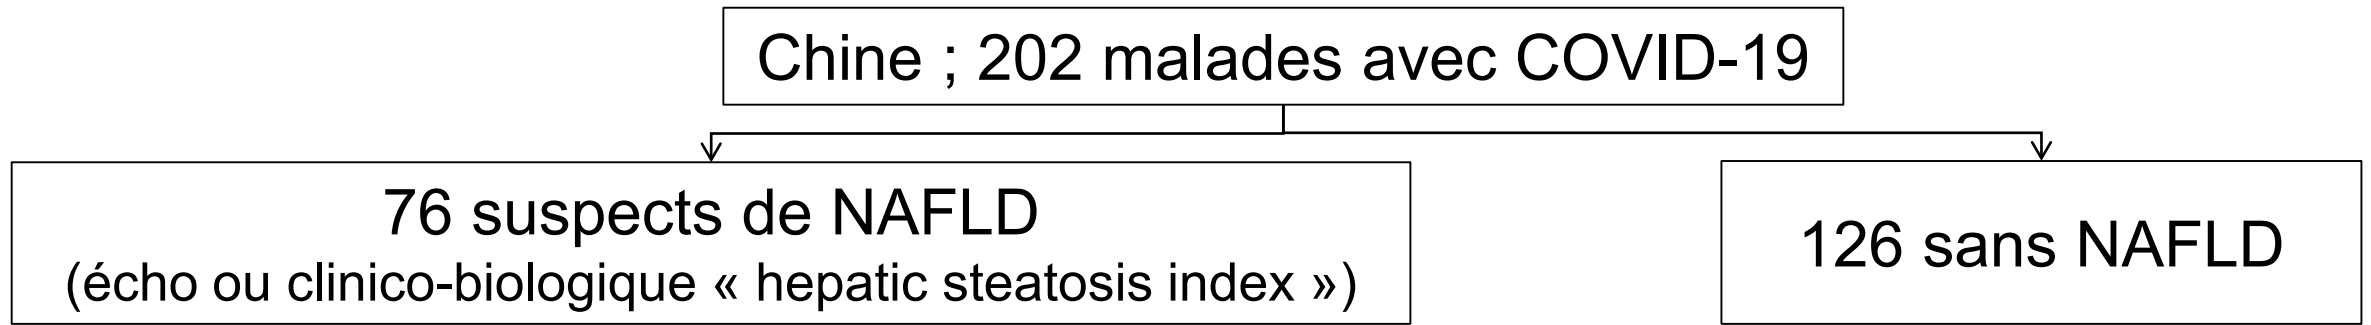 Chine ; 202 malades avec COVID-19
76 suspects de NAFLD
(écho ou clinico-biologique « hepatic steatosis index »)
126 sans NAFLD